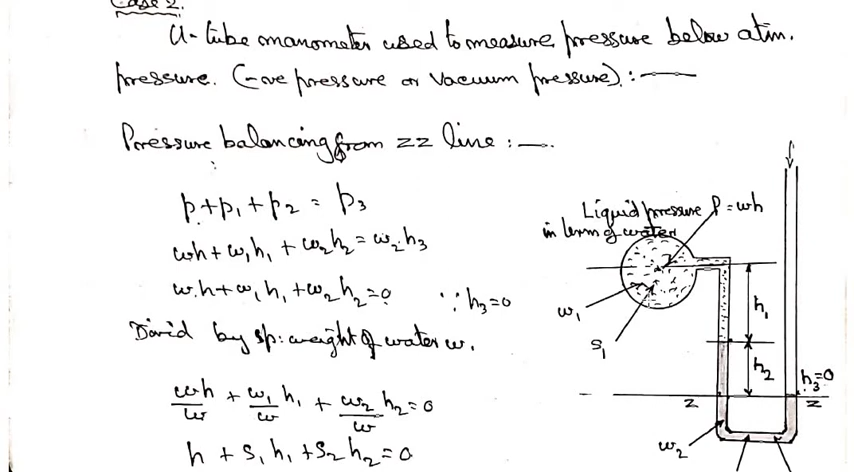 Case 2.
U-tube manometer used to measure pressure below atm.
pressure. (-ve pressure or Vacuum pressure) :—
Pressure balancing from zz line :—.
p + p₁ + p₂ = p₃
wh + w₁h₁ + w₂h₂ = w₂h₃
w.h + w₁h₁ + w₂h₂ = 0 ∵ h₃=0
David by sp. weight of water w.
wh/w + w₁/w h₁ + w₂/w h₂ = 0
h + S₁h₁ + S₂h₂ = 0
Liquid pressure P = wh
in term of water
w₁
S₁
h₁
h₂
h₃=0
z z
w₂